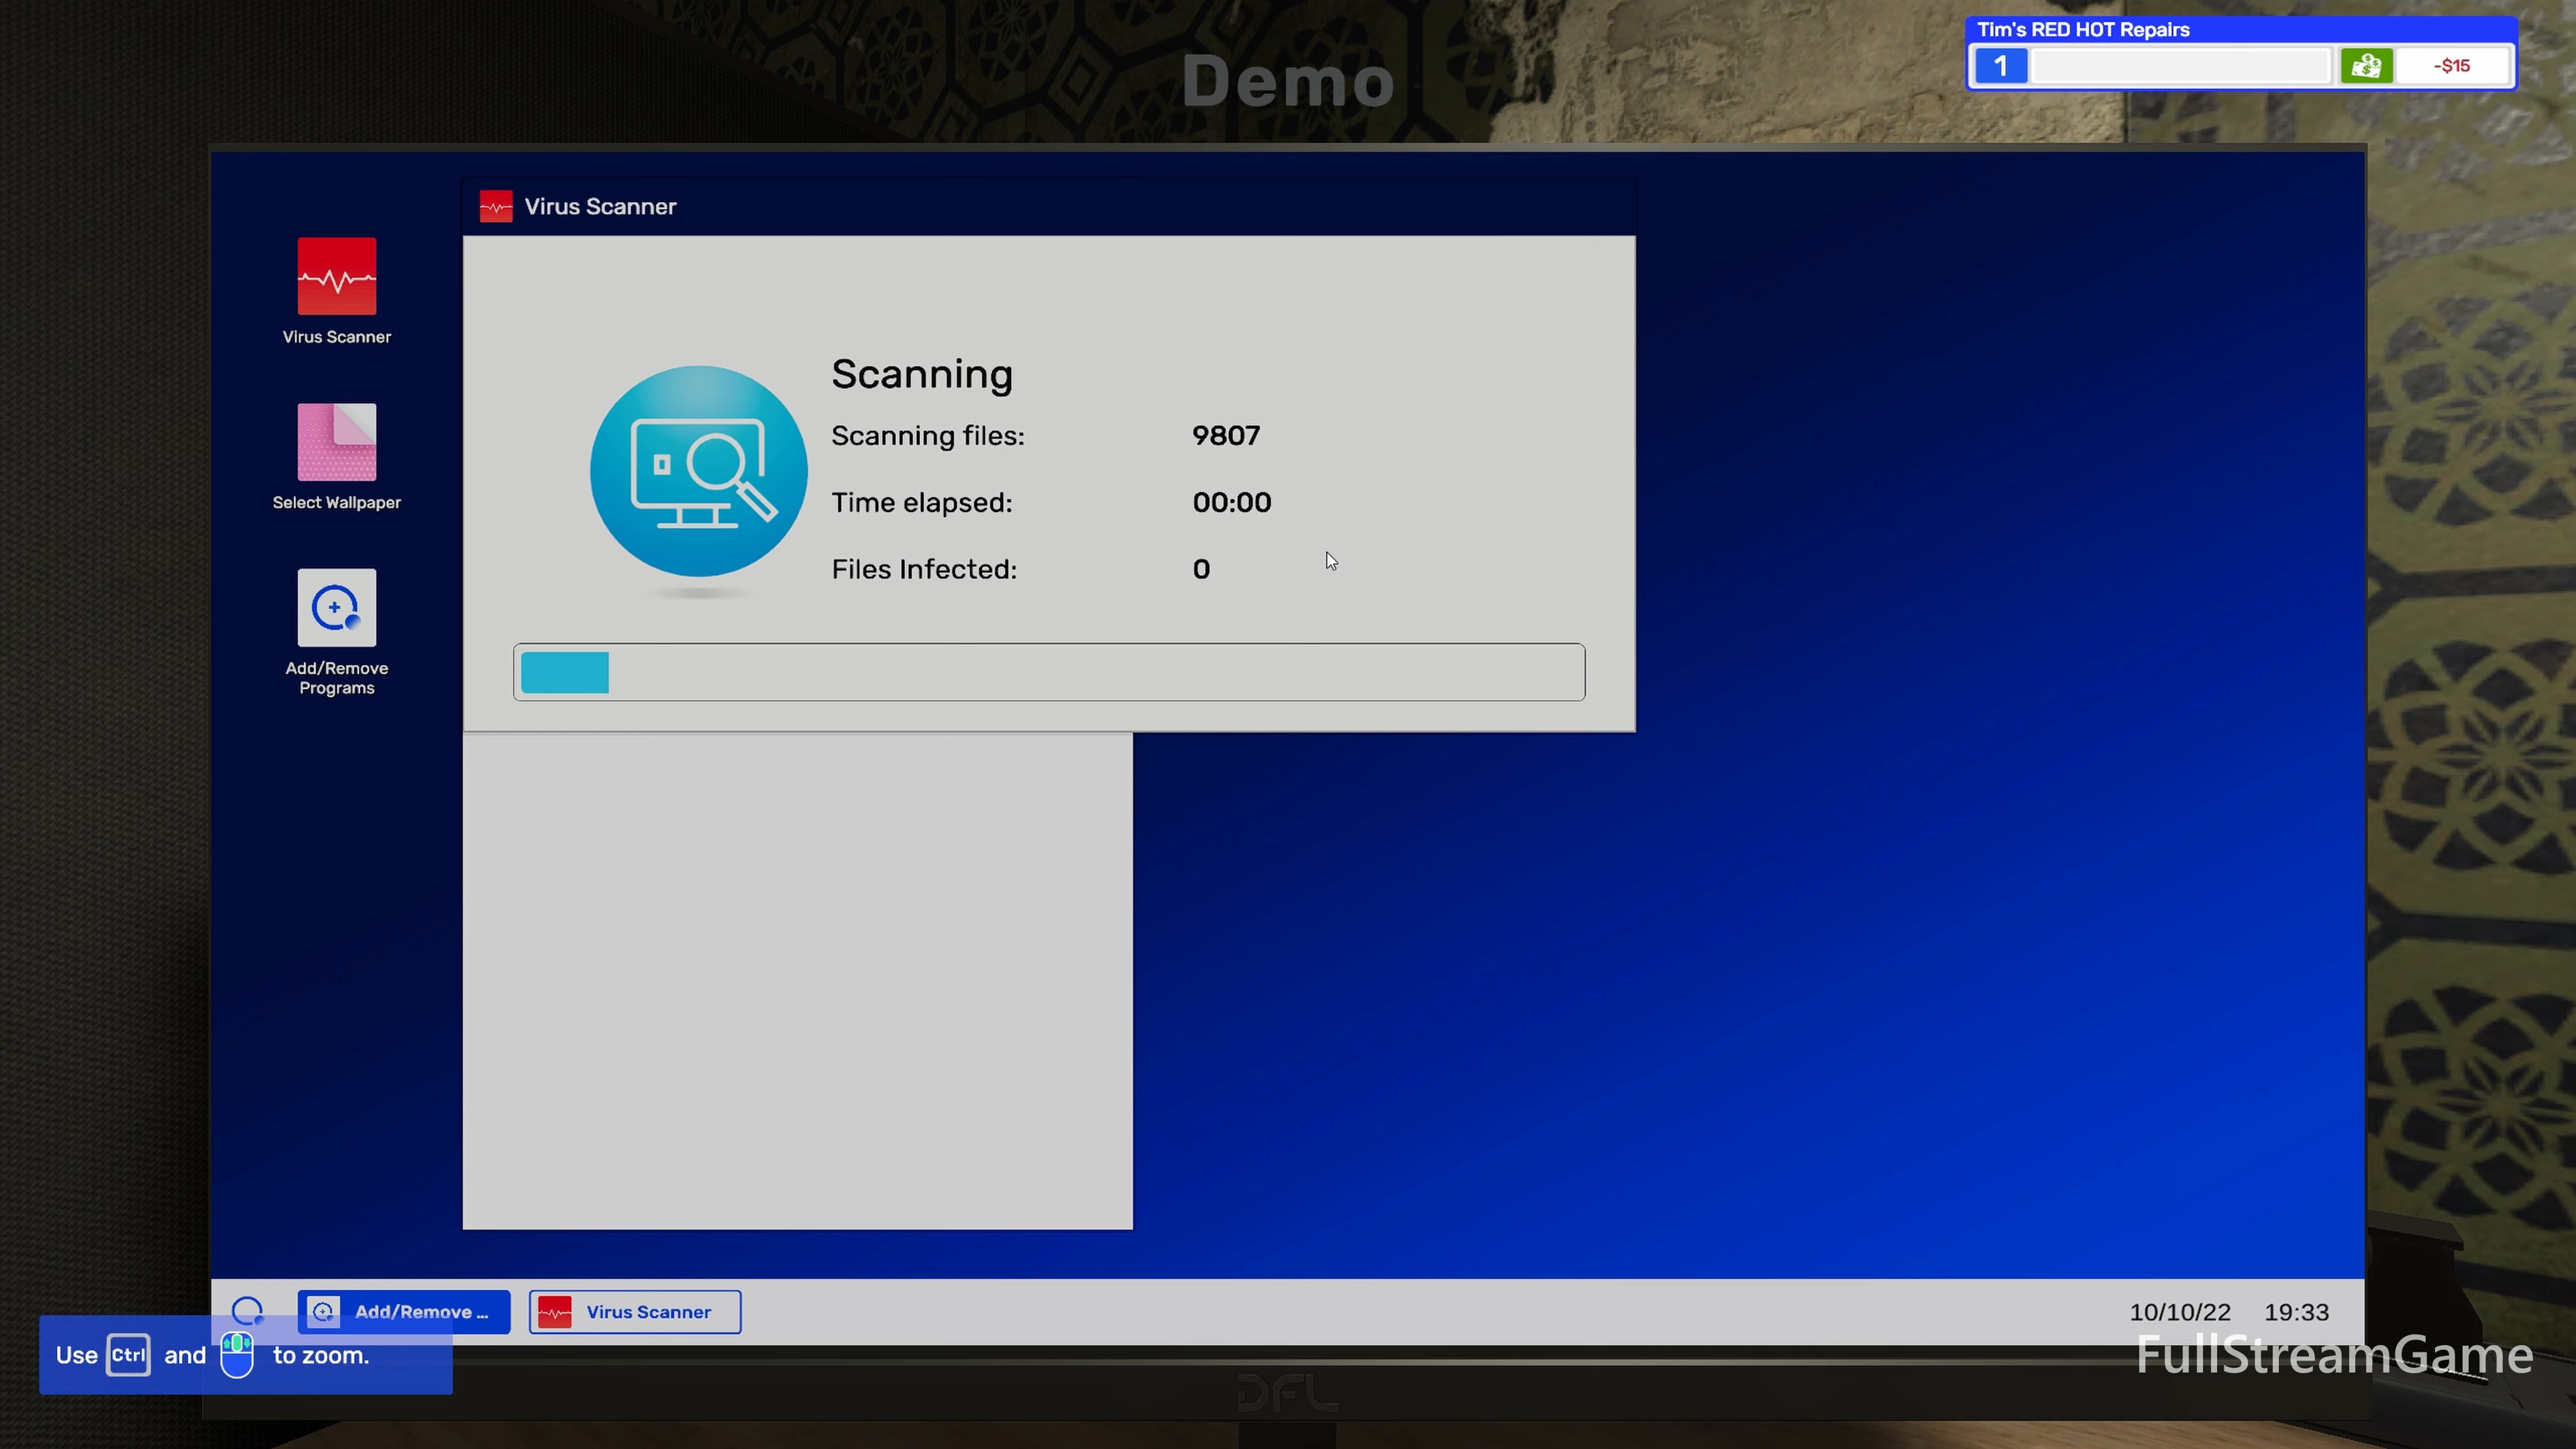 Demo
Tim's RED HOT Repairs
1
-$15
Virus Scanner
Virus Scanner
Select Wallpaper
Add/Remove
Programs
Scanning
Scanning files: 9807
Time elapsed: 00:00
Files Infected: 0
Add/Remove ...
Virus Scanner
10/10/22 19:33
Use Ctrl and to zoom.
FullStreamGame
DFL